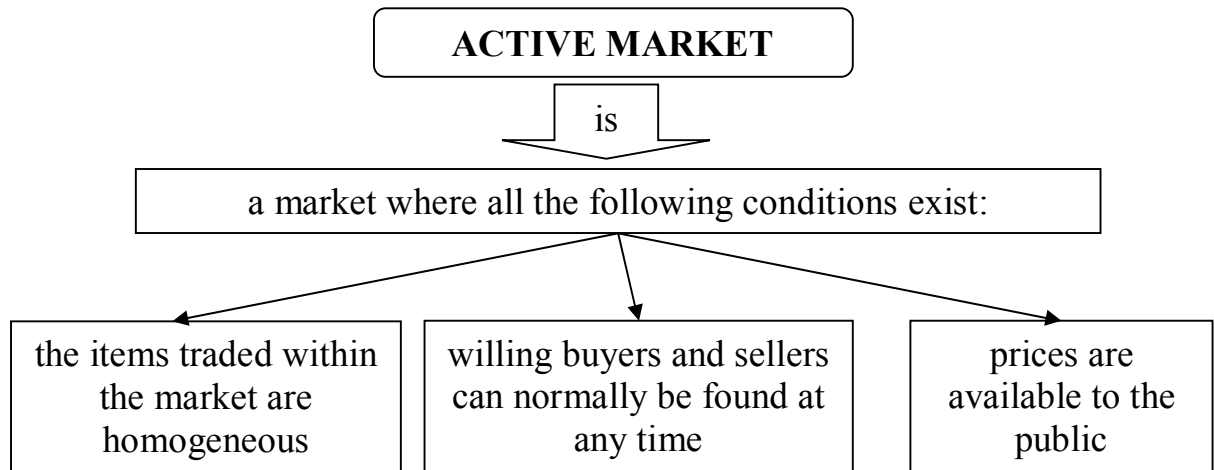 ACTIVE MARKET
is
a market where all the following conditions exist:
the items traded within
the market are
homogeneous
willing buyers and sellers
can normally be found at
any time
prices are
available to the
public